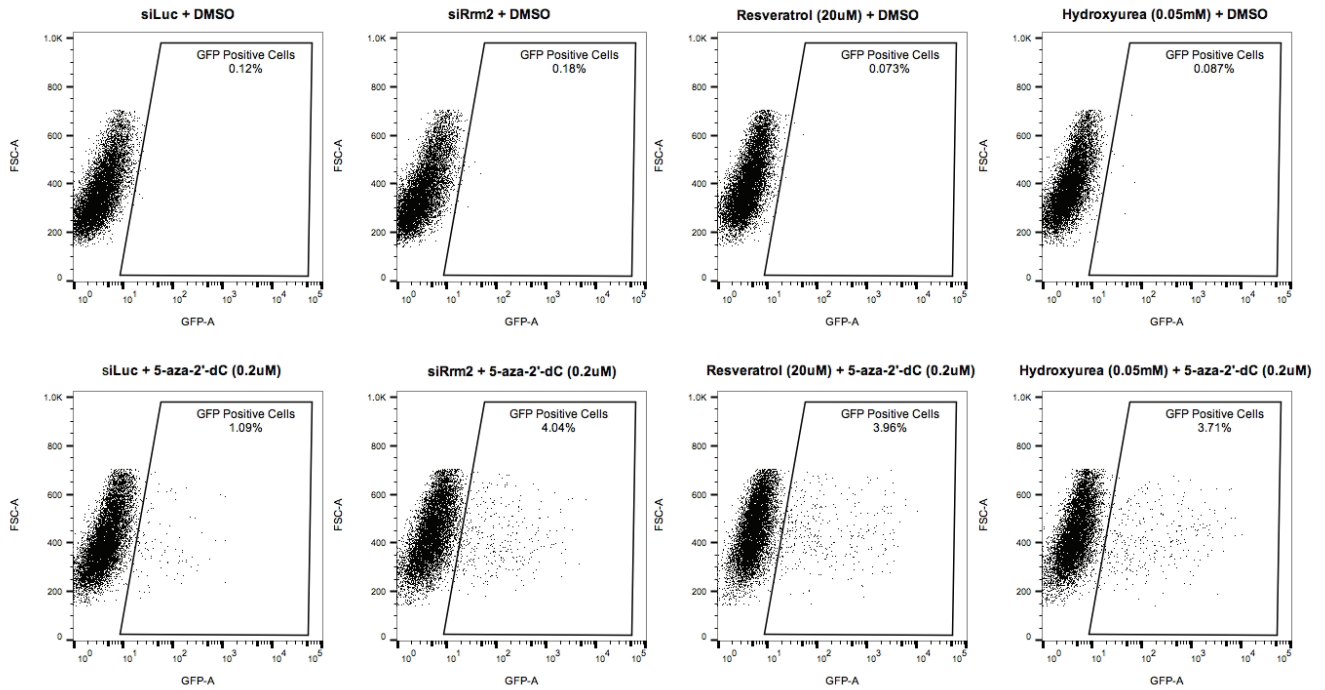 siLuc + DMSO
GFP Positive Cells
0.12%
1.0K
800
600
400
200
0
FSC-A
10^0 10^1 10^2 10^3 10^4 10^5
GFP-A
siRrm2 + DMSO
GFP Positive Cells
0.18%
1.0K
800
600
400
200
0
FSC-A
10^0 10^1 10^2 10^3 10^4 10^5
GFP-A
Resveratrol (20uM) + DMSO
GFP Positive Cells
0.073%
1.0K
800
600
400
200
0
FSC-A
10^0 10^1 10^2 10^3 10^4 10^5
GFP-A
Hydroxyurea (0.05mM) + DMSO
GFP Positive Cells
0.087%
1.0K
800
600
400
200
0
FSC-A
10^0 10^1 10^2 10^3 10^4 10^5
GFP-A
siLuc + 5-aza-2'-dC (0.2uM)
GFP Positive Cells
1.09%
1.0K
800
600
400
200
0
FSC-A
10^0 10^1 10^2 10^3 10^4 10^5
GFP-A
siRrm2 + 5-aza-2'-dC (0.2uM)
GFP Positive Cells
4.04%
1.0K
800
600
400
200
0
FSC-A
10^0 10^1 10^2 10^3 10^4 10^5
GFP-A
Resveratrol (20uM) + 5-aza-2'-dC (0.2uM)
GFP Positive Cells
3.96%
1.0K
800
600
400
200
0
FSC-A
10^0 10^1 10^2 10^3 10^4 10^5
GFP-A
Hydroxyurea (0.05mM) + 5-aza-2'-dC (0.2uM)
GFP Positive Cells
3.71%
1.0K
800
600
400
200
0
FSC-A
10^0 10^1 10^2 10^3 10^4 10^5
GFP-A